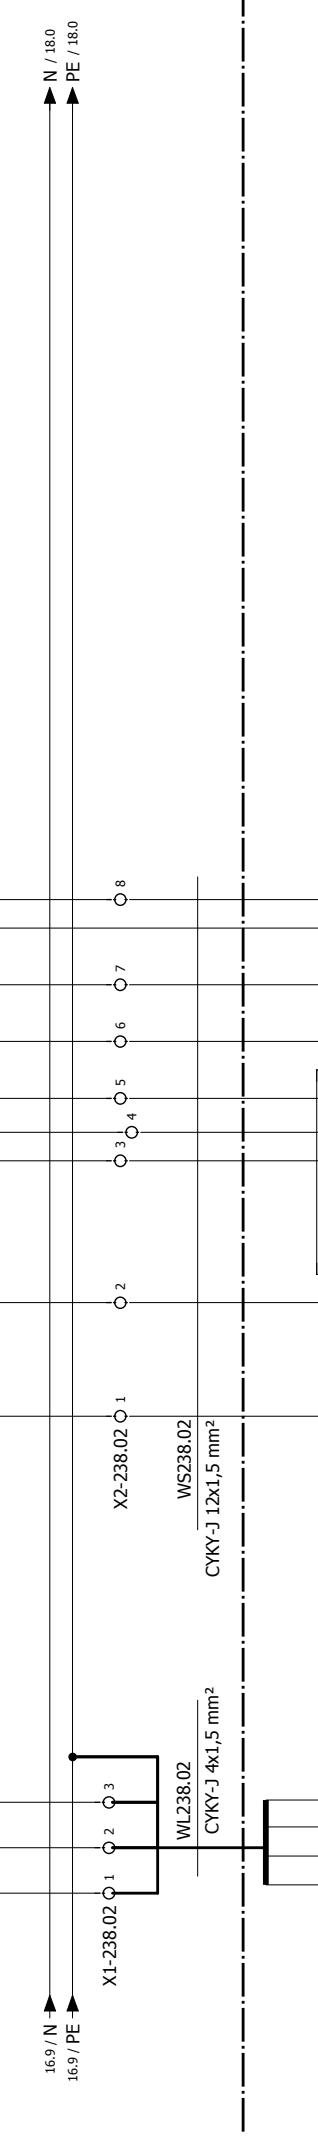 16.9 / N
N / 18.0
16.9 / PE
PE / 18.0
X1-238.02
1
2
3
X2-238.02
1
2
3
4
5
6
7
8
WL238.02
CYKY-J 4x1,5 mm²
WS238.02
CYKY-J 12x1,5 mm²